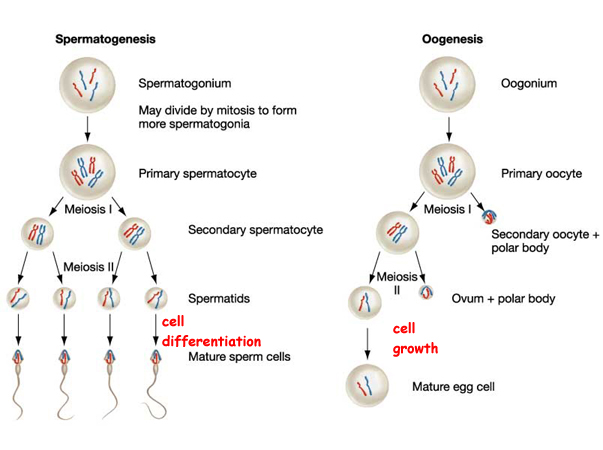 Spermatogenesis
Spermatogonium
May divide by mitosis to form
more spermatogonia
Primary spermatocyte
Meiosis I
Secondary spermatocyte
Meiosis II
Spermatids
cell
differentiation
Mature sperm cells
Oogenesis
Oogonium
Primary oocyte
Meiosis I
Secondary oocyte +
polar body
Meiosis
II
Ovum + polar body
cell
growth
Mature egg cell